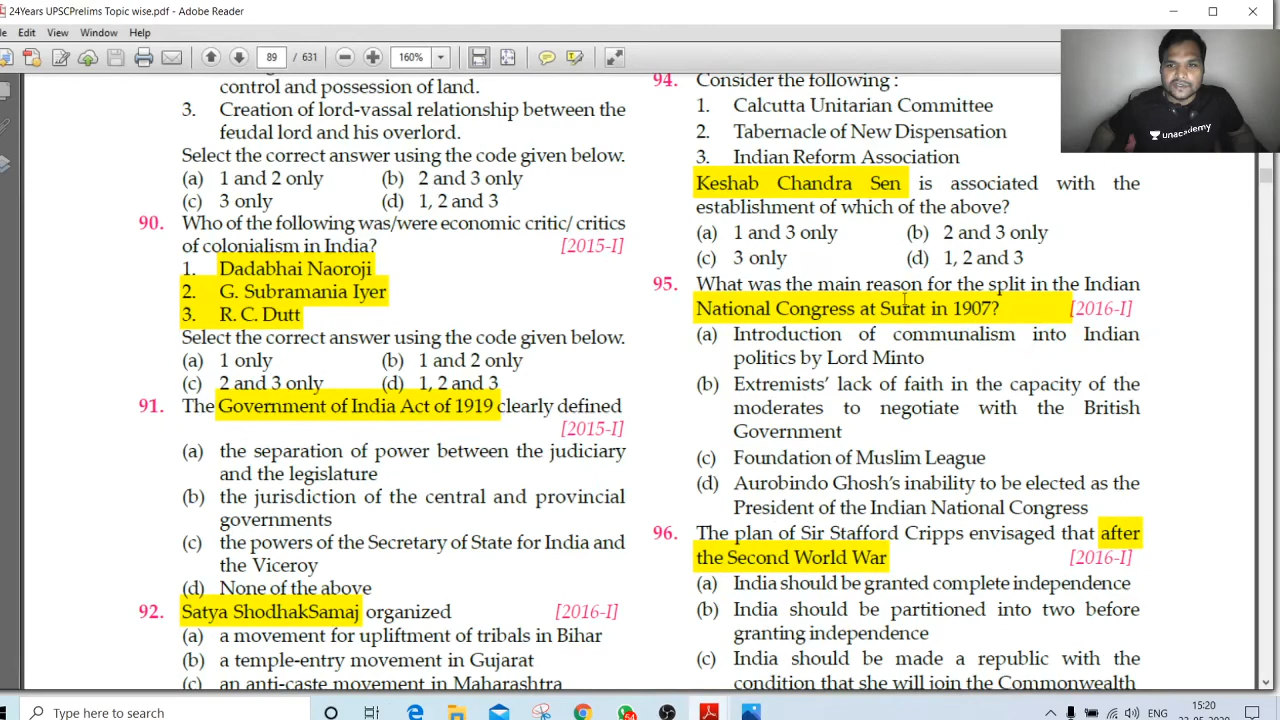 24Years UPSCPrelims Topic wise.pdf - Adobe Reader
Edit View Window Help
89 / 631 160%
control and possession of land.
3. Creation of lord-vassal relationship between the
feudal lord and his overlord.
Select the correct answer using the code given below.
(a) 1 and 2 only (b) 2 and 3 only
(c) 3 only (d) 1, 2 and 3
90. Who of the following was/were economic critic/ critics
of colonialism in India? [2015-I]
1. Dadabhai Naoroji
2. G. Subramania Iyer
3. R. C. Dutt
Select the correct answer using the code given below.
(a) 1 only (b) 1 and 2 only
(c) 2 and 3 only (d) 1, 2 and 3
91. The Government of India Act of 1919 clearly defined
[2015-I]
(a) the separation of power between the judiciary
and the legislature
(b) the jurisdiction of the central and provincial
governments
(c) the powers of the Secretary of State for India and
the Viceroy
(d) None of the above
92. Satya ShodhakSamaj organized [2016-I]
(a) a movement for upliftment of tribals in Bihar
(b) a temple-entry movement in Gujarat
(c) an anti-caste movement in Maharashtra
94. Consider the following :
1. Calcutta Unitarian Committee
2. Tabernacle of New Dispensation
3. Indian Reform Association
Keshab Chandra Sen is associated with the
establishment of which of the above?
(a) 1 and 3 only (b) 2 and 3 only
(c) 3 only (d) 1, 2 and 3
95. What was the main reason for the split in the Indian
National Congress at Surat in 1907? [2016-I]
(a) Introduction of communalism into Indian
politics by Lord Minto
(b) Extremists' lack of faith in the capacity of the
moderates to negotiate with the British
Government
(c) Foundation of Muslim League
(d) Aurobindo Ghosh's inability to be elected as the
President of the Indian National Congress
96. The plan of Sir Stafford Cripps envisaged that after
the Second World War [2016-I]
(a) India should be granted complete independence
(b) India should be partitioned into two before
granting independence
(c) India should be made a republic with the
condition that she will join the Commonwealth
unacademy
Type here to search
15:20